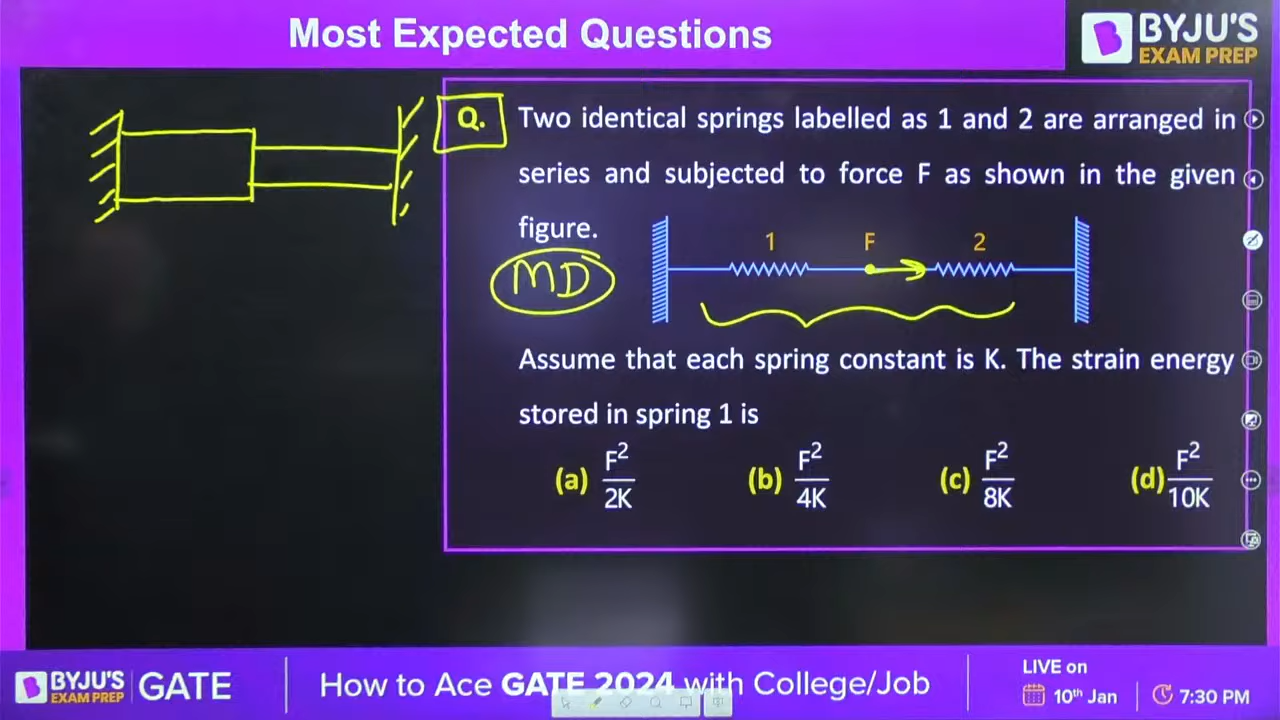 Most Expected Questions
BYJU'S
EXAM PREP
Q. Two identical springs labelled as 1 and 2 are arranged in
series and subjected to force F as shown in the given
figure.
1 F 2
MD
Assume that each spring constant is K. The strain energy
stored in spring 1 is
(a) F²/2K (b) F²/4K (c) F²/8K (d) F²/10K
BYJU'S
EXAM PREP
GATE
How to Ace GATE 2024 with College/Job
LIVE on
10th Jan
7:30 PM